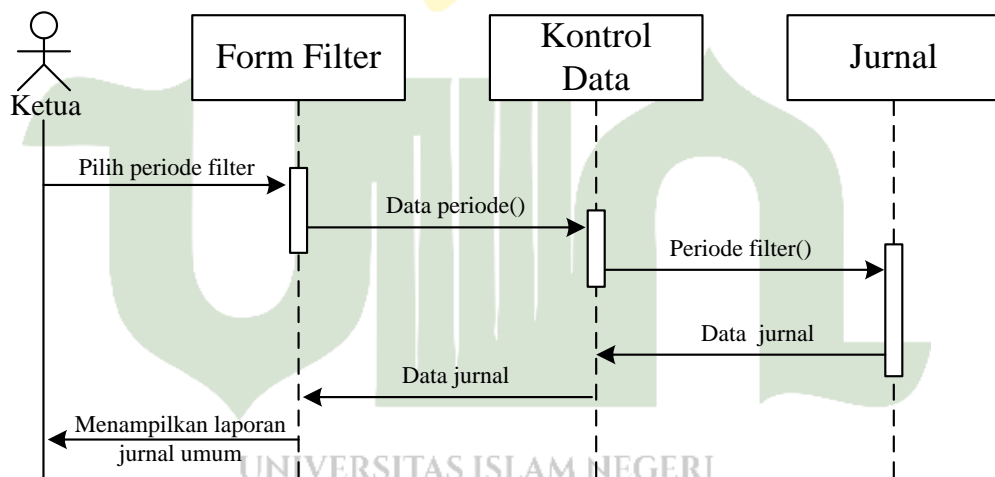 Ketua
Form Filter
Kontrol
Data
Jurnal
Pilih periode filter
Data periode()
Periode filter()
Data jurnal
Data jurnal
Menampilkan laporan
jurnal umum
UNIVERSITAS ISLAM NEGERI